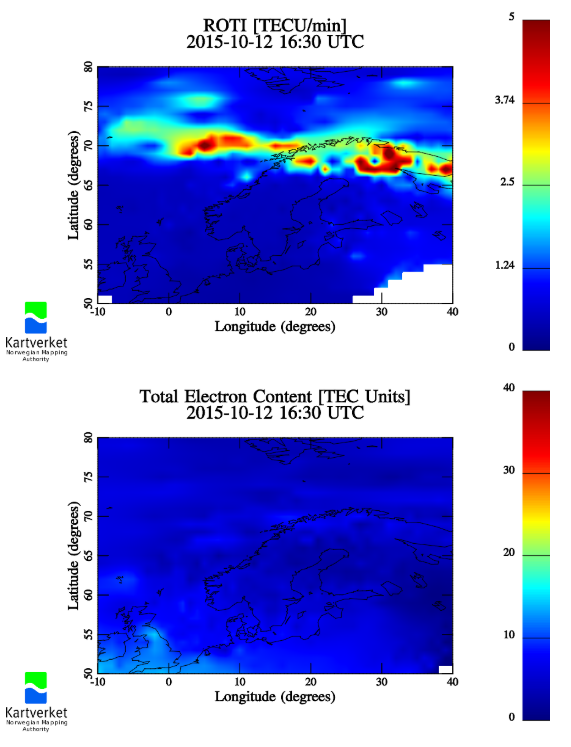 ROTI [TECU/min]
2015-10-12 16:30 UTC
80
75
70
65
60
55
50
Latitude (degrees)
-10
0
10
20
30
40
Longitude (degrees)
5
3.74
2.5
1.24
0
Kartverket
Norwegian Mapping
Authority
Total Electron Content [TEC Units]
2015-10-12 16:30 UTC
80
75
70
65
60
55
50
Latitude (degrees)
-10
0
10
20
30
40
Longitude (degrees)
40
30
20
10
0
Kartverket
Norwegian Mapping
Authority